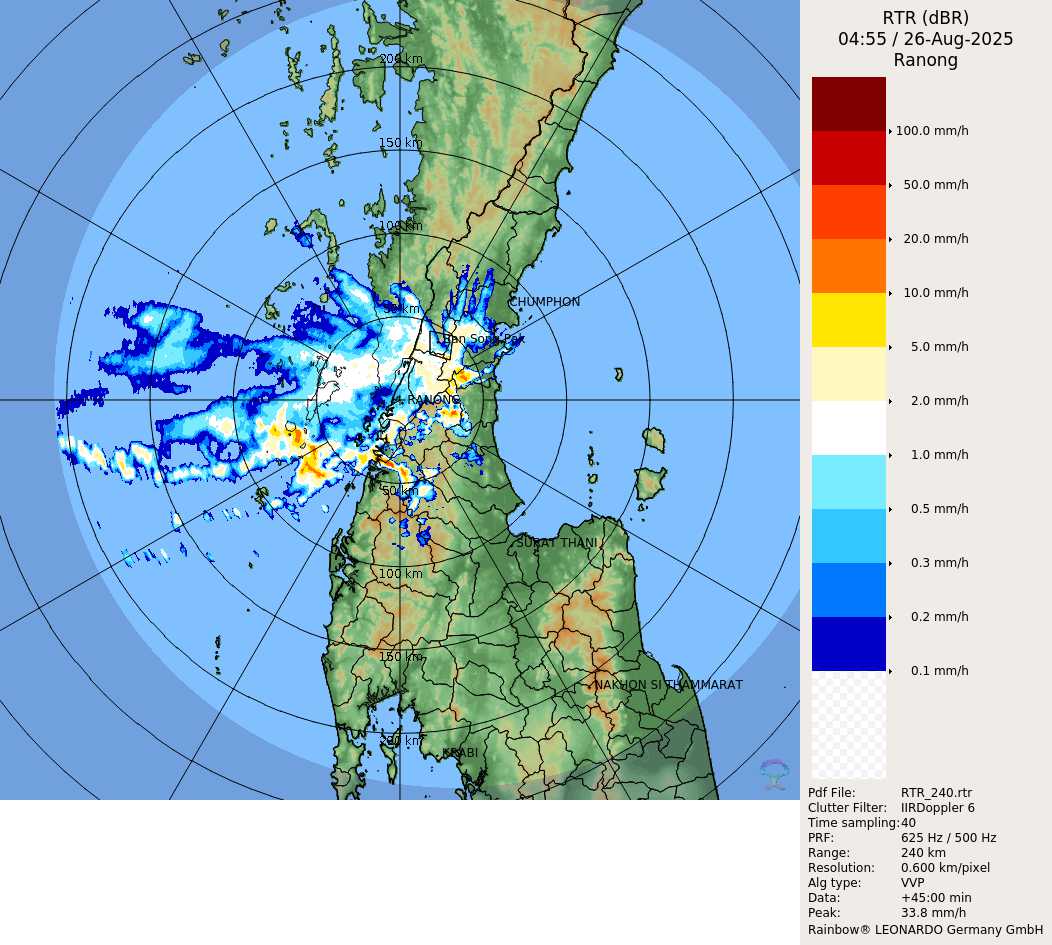 RTR (dBR)
04:55 / 26-Aug-2025
Ranong
100.0 mm/h
50.0 mm/h
20.0 mm/h
10.0 mm/h
5.0 mm/h
2.0 mm/h
1.0 mm/h
0.5 mm/h
0.3 mm/h
0.2 mm/h
0.1 mm/h
Pdf File: RTR_240.rtr
Clutter Filter: IIRDoppler 6
Time sampling: 40
PRF: 625 Hz / 500 Hz
Range: 240 km
Resolution: 0.600 km/pixel
Alg type: VVP
Data: +45:00 min
Peak: 33.8 mm/h
Rainbow® LEONARDO Germany GmbH
200 km
150 km
100 km
CHUMPHON
50 km
Ban Song Pek
RANONG
50 km
SURAT THANI
100 km
150 km
NAKHON SI THAMMARAT
200 km
KRABI